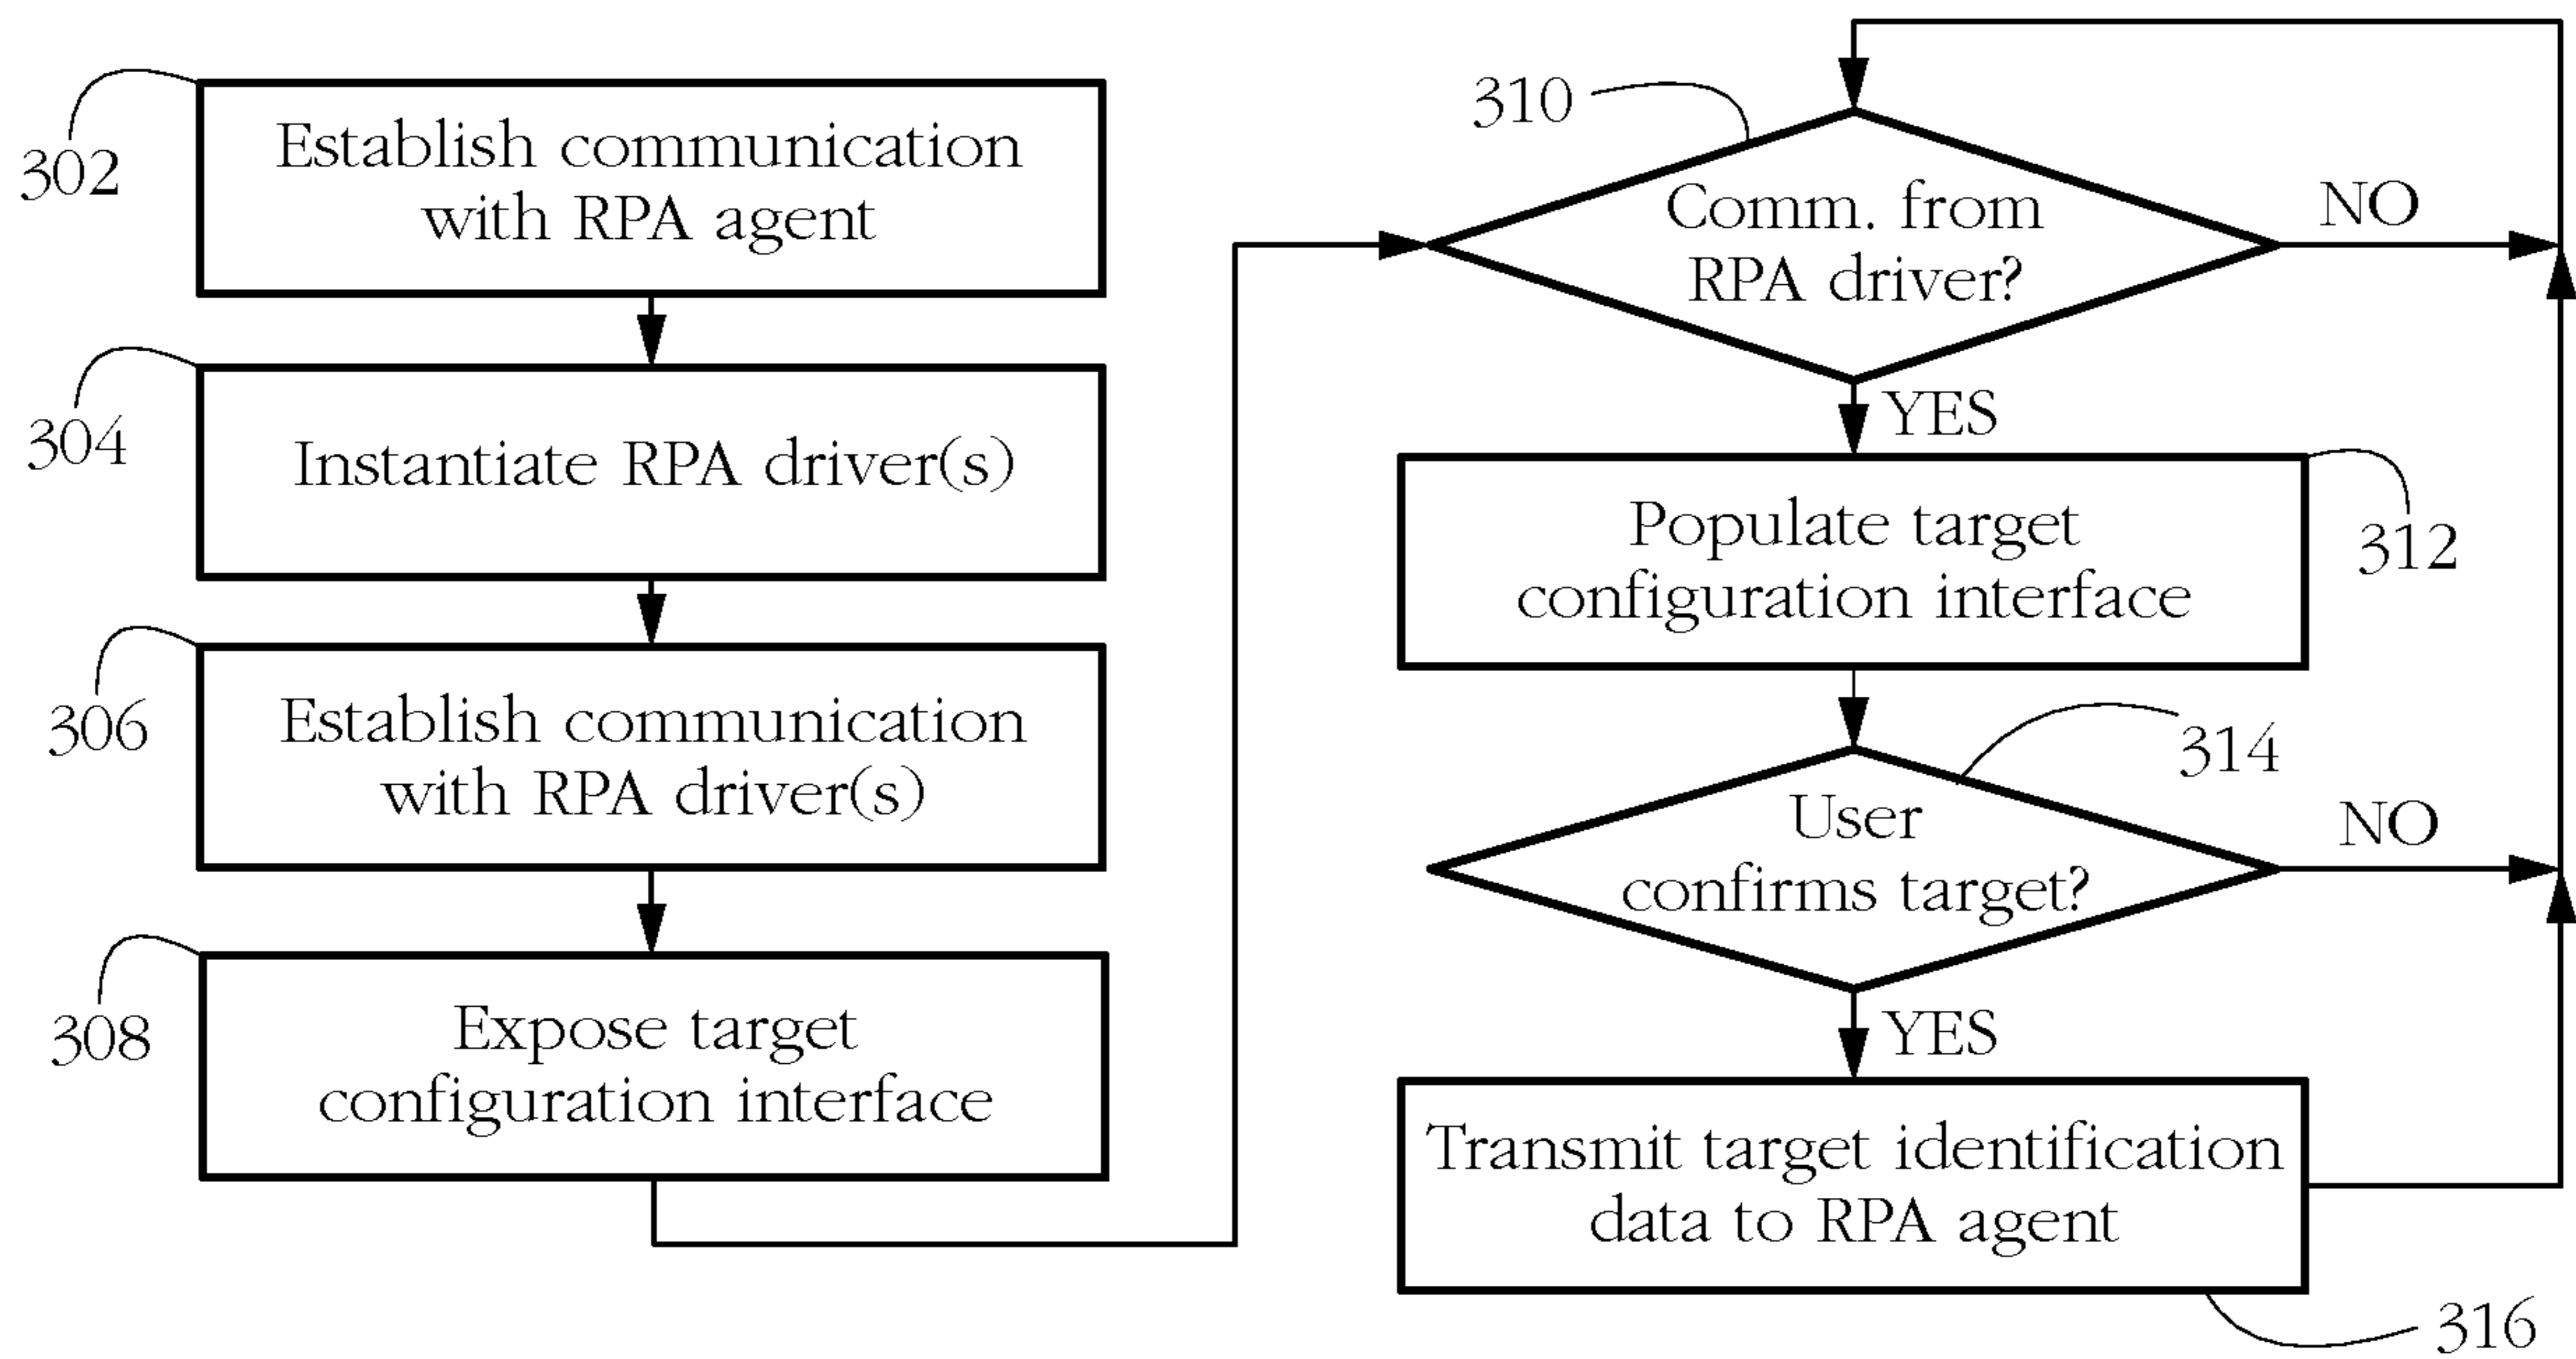 302
Establish communication
with RPA agent
304
Instantiate RPA driver(s)
306
Establish communication
with RPA driver(s)
308
Expose target
configuration interface
310
Comm. from
RPA driver?
NO
YES
312
Populate target
configuration interface
314
User
confirms target?
NO
YES
Transmit target identification
data to RPA agent
316